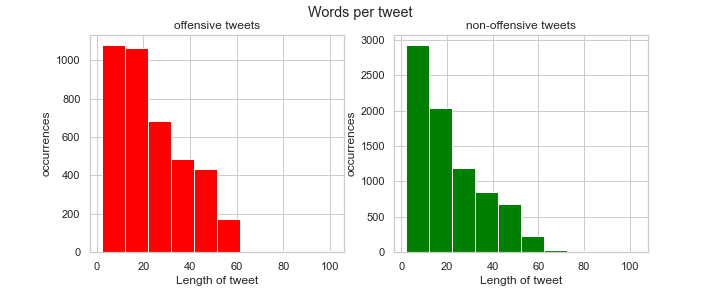 Words per tweet
offensive tweets
non-offensive tweets
occurrences
1000
800
600
400
200
0
0 20 40 60 80 100
Length of tweet
occurrences
3000
2500
2000
1500
1000
500
0
0 20 40 60 80 100
Length of tweet